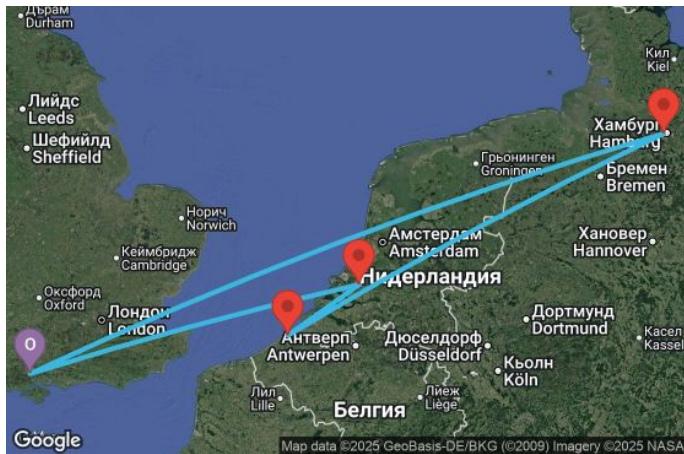 Дърам
Durham
Кил
Kiel
Лийдс
Leeds
Хамбург
Hamburg
Шефийлд
Sheffield
Грьонинген
Groningen
Бремен
Bremen
Норич
Norwich
Амстердам
Amsterdam
Хановер
Hannover
Кеймбридж
Cambridge
Нидерландия
Оксфорд
Oxford
Лондон
London
Дортмунд
Dortmund
Антверп
Antwerpen
Дюселдорф
Düsseldorf
Касел
Kassel
O
Кьолн
Köln
Лил
Lille
Лиеж
Liège
Белгия
Google
Map data ©2025 GeoBasis-DE/BKG (©2009) Imagery ©2025 NASA